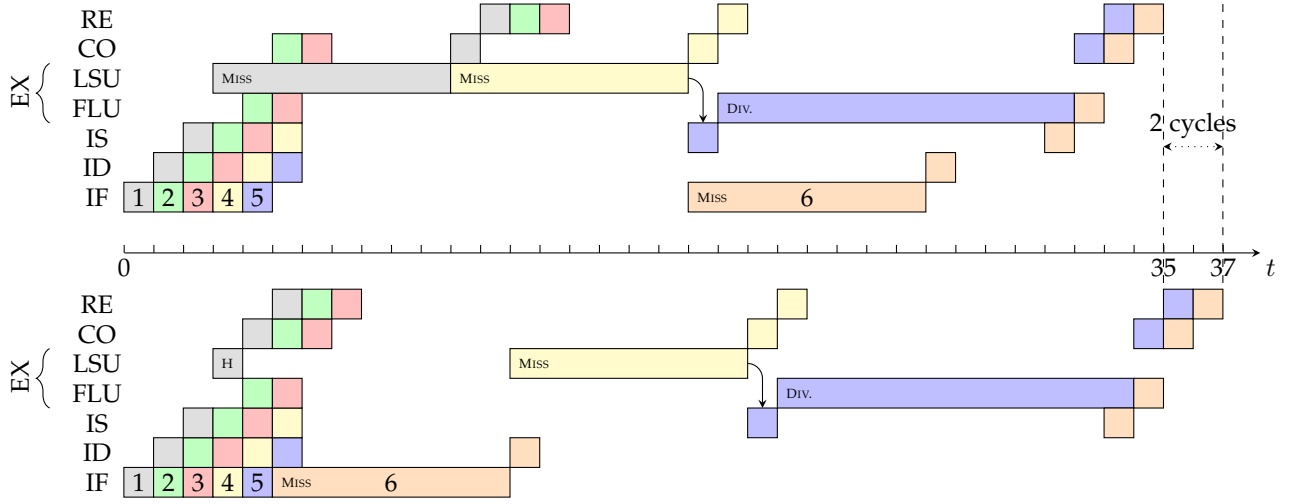 RE
CO
EX
LSU Miss Miss
FLU Div.
IS
2 cycles
ID
IF 1 2 3 4 5 Miss 6
0 35 37 t
RE
CO
EX
LSU H Miss
FLU Div.
IS
ID
IF 1 2 3 4 5 Miss 6